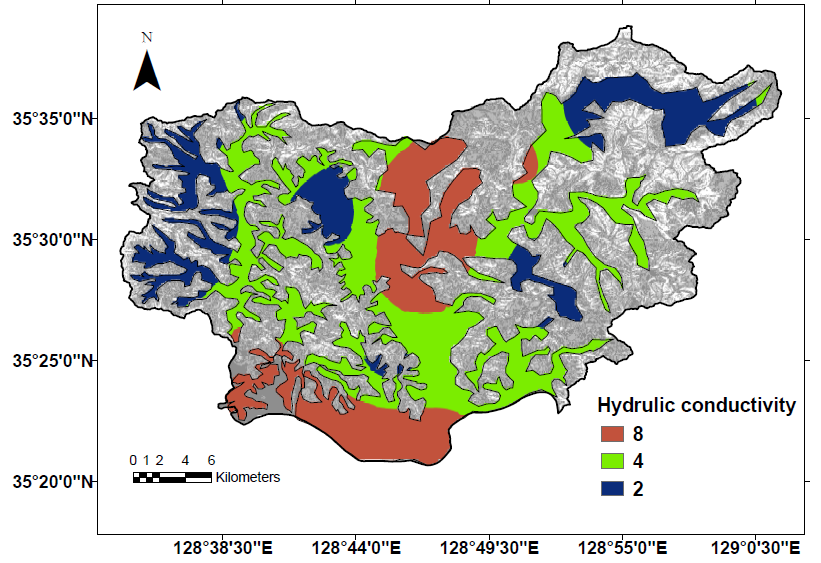 N
35°35'0"N
35°30'0"N
35°25'0"N
35°20'0"N
Hydrulic conductivity
8
4
2
0 1 2 4 6
Kilometers
128°38'30"E 128°44'0"E 128°49'30"E 128°55'0"E 129°0'30"E